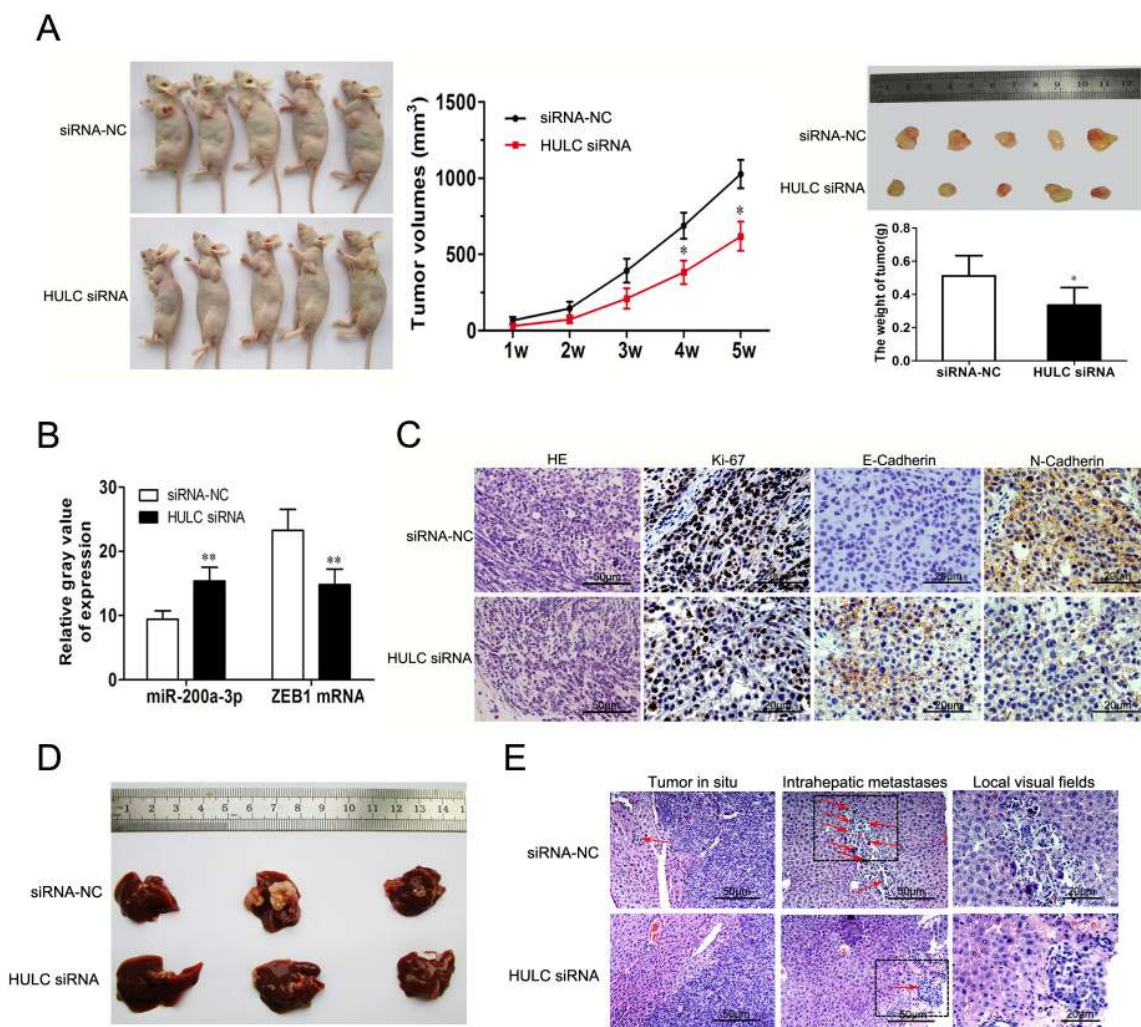 A
siRNA-NC
HULC siRNA
Tumor volumes (mm³)
1500
1000
500
0
1w 2w 3w 4w 5w
siRNA-NC
HULC siRNA
*
*
siRNA-NC
HULC siRNA
The weight of tumor(g)
0.8
0.6
0.4
0.2
0.0
*
siRNA-NC HULC siRNA
B
Relative gray value
of expression
30
20
10
0
siRNA-NC
HULC siRNA
**
**
miR-200a-3p ZEB1 mRNA
C
HE Ki-67 E-Cadherin N-Cadherin
siRNA-NC
50μm 20μm 20μm 20μm
HULC siRNA
50μm 20μm 20μm 20μm
D
1 2 3 4 5 6 7 8 9 10 11 12 13 14
siRNA-NC
HULC siRNA
E
Tumor in situ Intrahepatic metastases Local visual fields
siRNA-NC
50μm 50μm 20μm
HULC siRNA
50μm 50μm 20μm